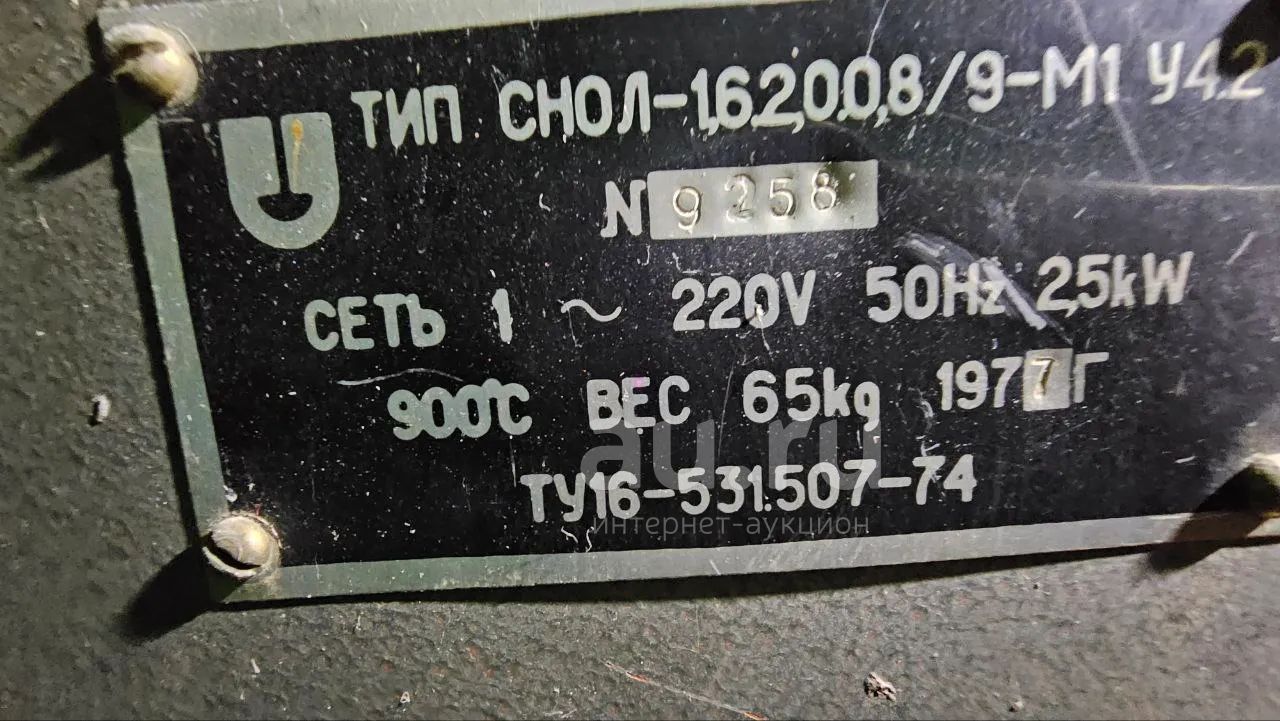 ТИП СНОЛ-1,6.2,0.0,8/9-М1 У4.2
N 9258
СЕТЬ 1 ~ 220V 50Hz 2,5kW
900°С ВЕС 65kg 1977Г
ТУ16-531.507-74
au.ru
интернет-аукцион